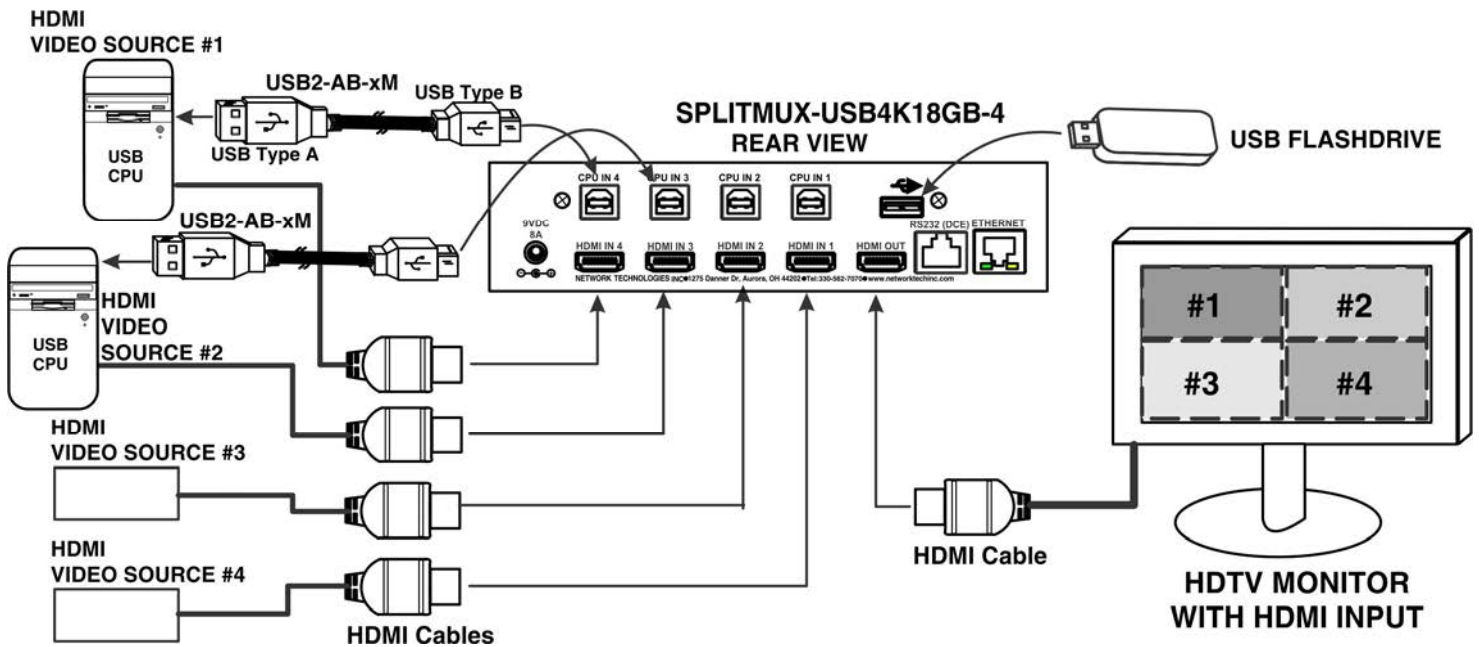 HDMI
VIDEO SOURCE #1
USB2-AB-xM
USB Type B
USB Type A
USB
CPU
SPLITMUX-USB4K18GB-4
REAR VIEW
USB FLASHDRIVE
CPU IN 4
CPU IN 3
CPU IN 2
CPU IN 1
9VDC
8A
RS232 (DCE)
ETHERNET
HDMI IN 4
HDMI IN 3
HDMI IN 2
HDMI IN 1
HDMI OUT
NETWORK TECHNOLOGIES INC●1275 Danner Dr, Aurora, OH 44202●Tel:330-562-7070●www.networktechinc.com
USB2-AB-xM
USB
CPU
HDMI
VIDEO
SOURCE #2
#1
#2
#3
#4
HDMI
VIDEO SOURCE #3
HDMI
VIDEO SOURCE #4
HDMI Cables
HDMI Cable
HDTV MONITOR
WITH HDMI INPUT